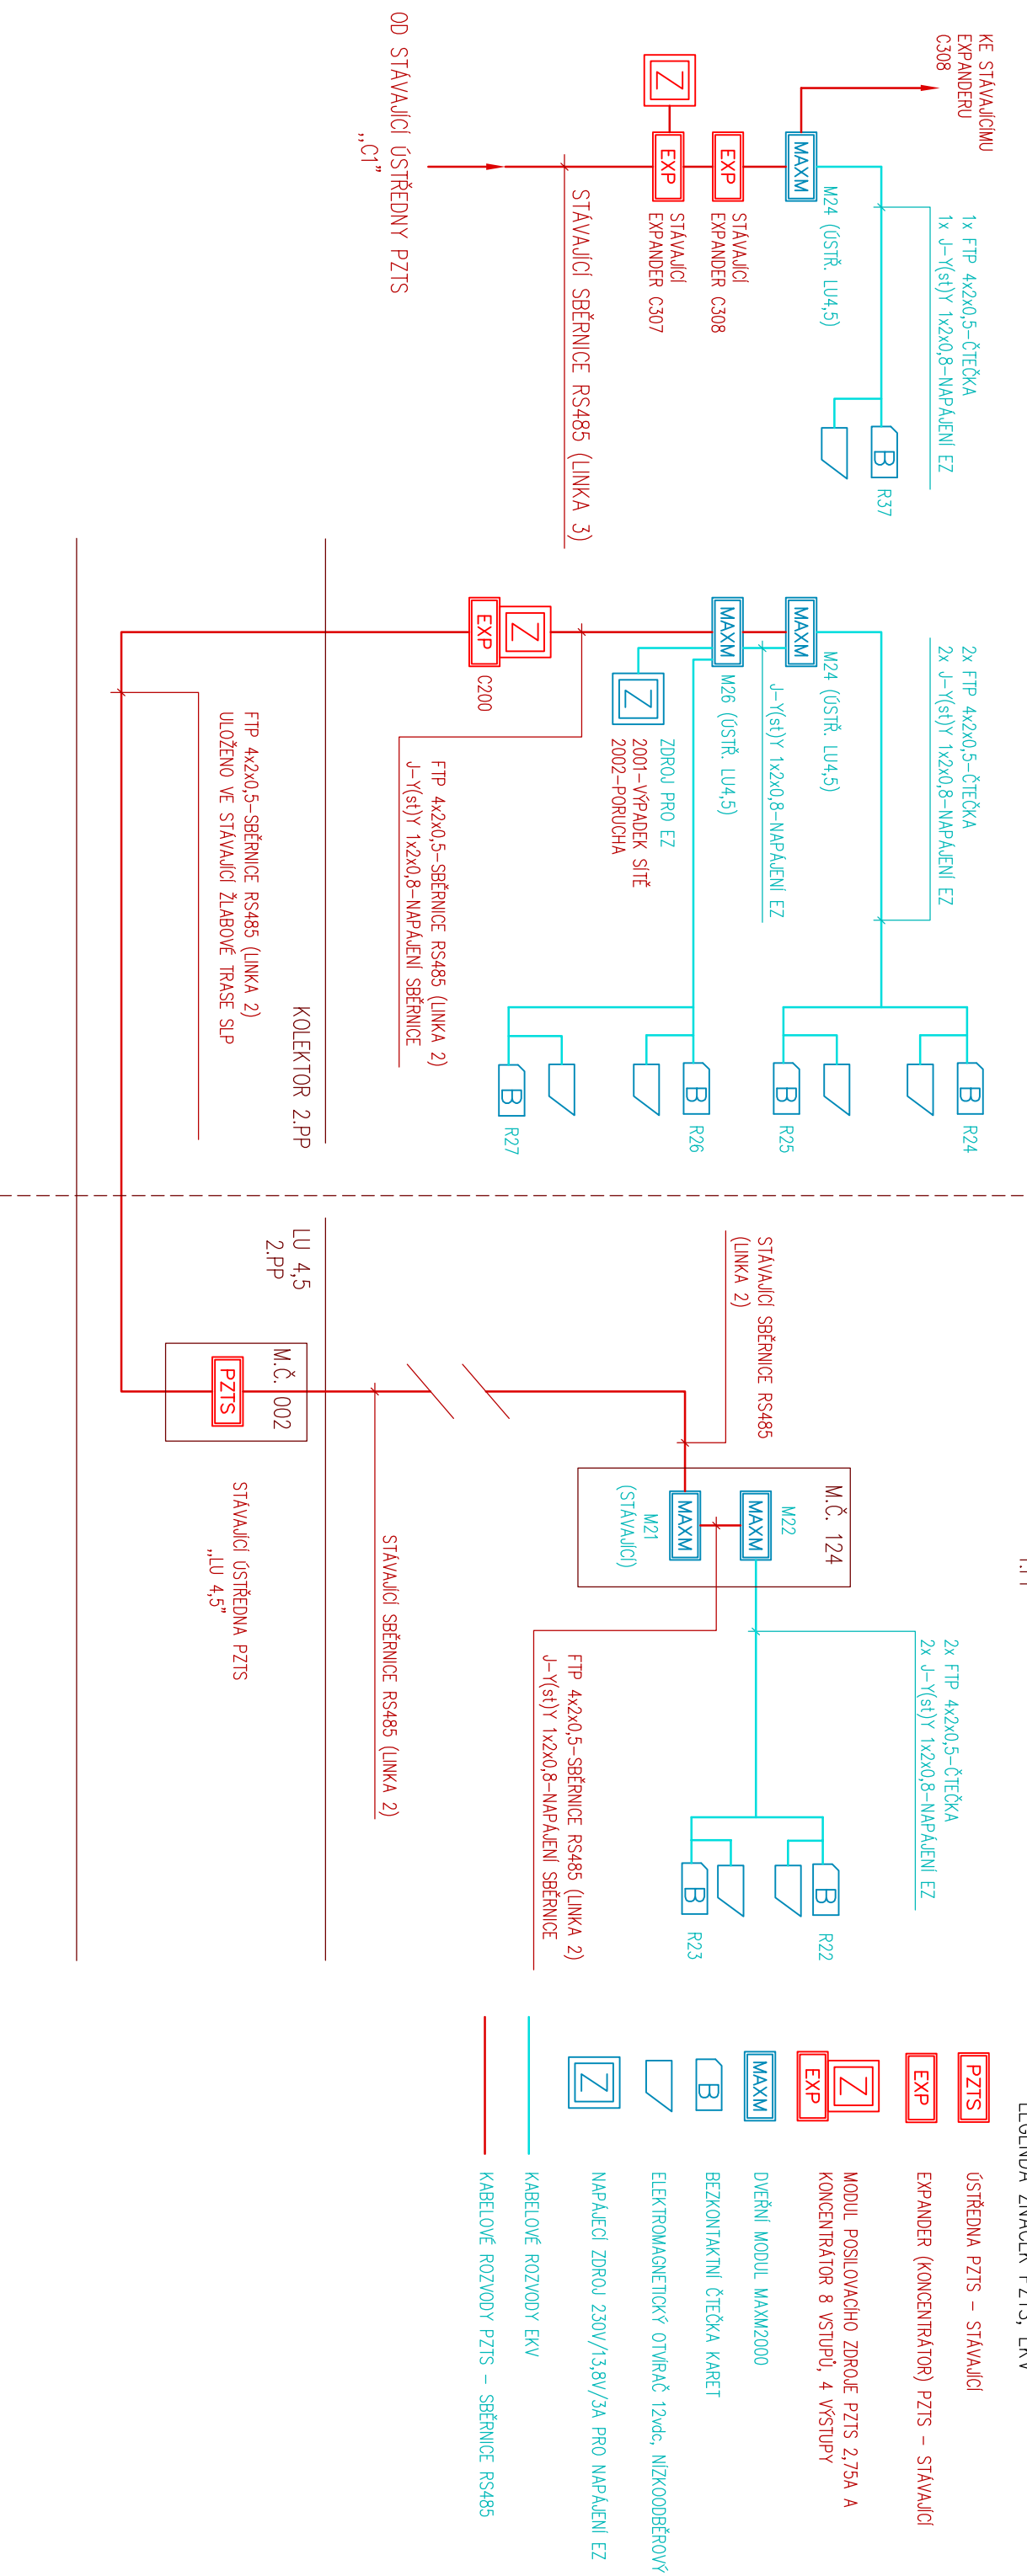 KE STÁVAJÍCÍMU
EXPANDERU
C308
1x FTP 4x2x0,5-ČTEČKA
1x J-Y(st)Y 1x2x0,8-NAPÁJENÍ EZ
MAXM
M24 (ÚSTŘ. LU4,5)
B
R37
EXP
STÁVAJÍCÍ
EXPANDER C308
Z
EXP
STÁVAJÍCÍ
EXPANDER C307
STÁVAJÍCÍ SBĚRNICE RS485 (LINKA 3)
OD STÁVAJÍCÍ ÚSTŘEDNY PZTS
,,C1"
2x FTP 4x2x0,5-ČTEČKA
2x J-Y(st)Y 1x2x0,8-NAPÁJENÍ EZ
MAXM
M24 (ÚSTŘ. LU4,5)
J-Y(st)Y 1x2x0,8-NAPÁJENÍ EZ
MAXM
M26 (ÚSTŘ. LU4,5)
Z
ZDROJ PRO EZ
2001-VÝPADEK SÍTĚ
2002-PORUCHA
Z
EXP
C200
FTP 4x2x0,5-SBĚRNICE RS485 (LINKA 2)
J-Y(st)Y 1x2x0,8-NAPÁJENÍ SBĚRNICE
B
R24
B
R25
B
R26
B
R27
KOLEKTOR 2.PP
FTP 4x2x0,5-SBĚRNICE RS485 (LINKA 2)
ULOŽENO VE STÁVAJÍCÍ ŽLABOVÉ TRASE SLP
STÁVAJÍCÍ SBĚRNICE RS485
(LINKA 2)
M.Č. 124
MAXM
M22
MAXM
M21
(STÁVAJÍCÍ)
2x FTP 4x2x0,5-ČTEČKA
2x J-Y(st)Y 1x2x0,8-NAPÁJENÍ EZ
B
R22
B
R23
FTP 4x2x0,5-SBĚRNICE RS485 (LINKA 2)
J-Y(st)Y 1x2x0,8-NAPÁJENÍ SBĚRNICE
STÁVAJÍCÍ SBĚRNICE RS485 (LINKA 2)
LU 4,5
2.PP
M.Č. 002
PZTS
STÁVAJÍCÍ ÚSTŘEDNA PZTS
,,LU 4,5"
LEGENDA ZNAČEK PZTS, EKV
PZTS
ÚSTŘEDNA PZTS - STÁVAJÍCÍ
EXP
EXPANDER (KONCENTRÁTOR) PZTS - STÁVAJÍCÍ
Z
EXP
MODUL POSILOVACÍHO ZDROJE PZTS 2,75A A
KONCENTRÁTOR 8 VSTUPŮ, 4 VÝSTUPY
MAXM
DVEŘNÍ MODUL MAXM2000
B
BEZKONTAKTNÍ ČTEČKA KARET
ELEKTROMAGNETICKÝ OTVÍRAČ 12vdc, NÍZKOODBĚROVÝ
Z
NAPÁJECÍ ZDROJ 230V/13,8V/3A PRO NAPÁJENÍ EZ
KABELOVÉ ROZVODY EKV
KABELOVÉ ROZVODY PZTS - SBĚRNICE RS485